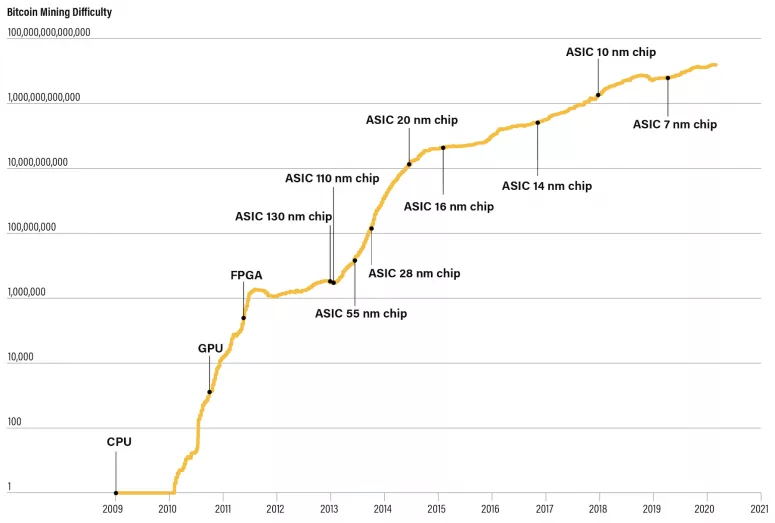 Bitcoin Mining Difficulty
100,000,000,000,000
ASIC 10 nm chip
1,000,000,000,000
ASIC 20 nm chip
ASIC 7 nm chip
10,000,000,000
ASIC 110 nm chip
ASIC 14 nm chip
ASIC 16 nm chip
ASIC 130 nm chip
100,000,000
FPGA
ASIC 28 nm chip
1,000,000
ASIC 55 nm chip
GPU
10,000
100
CPU
1
2009 2010 2011 2012 2013 2014 2015 2016 2017 2018 2019 2020 2021